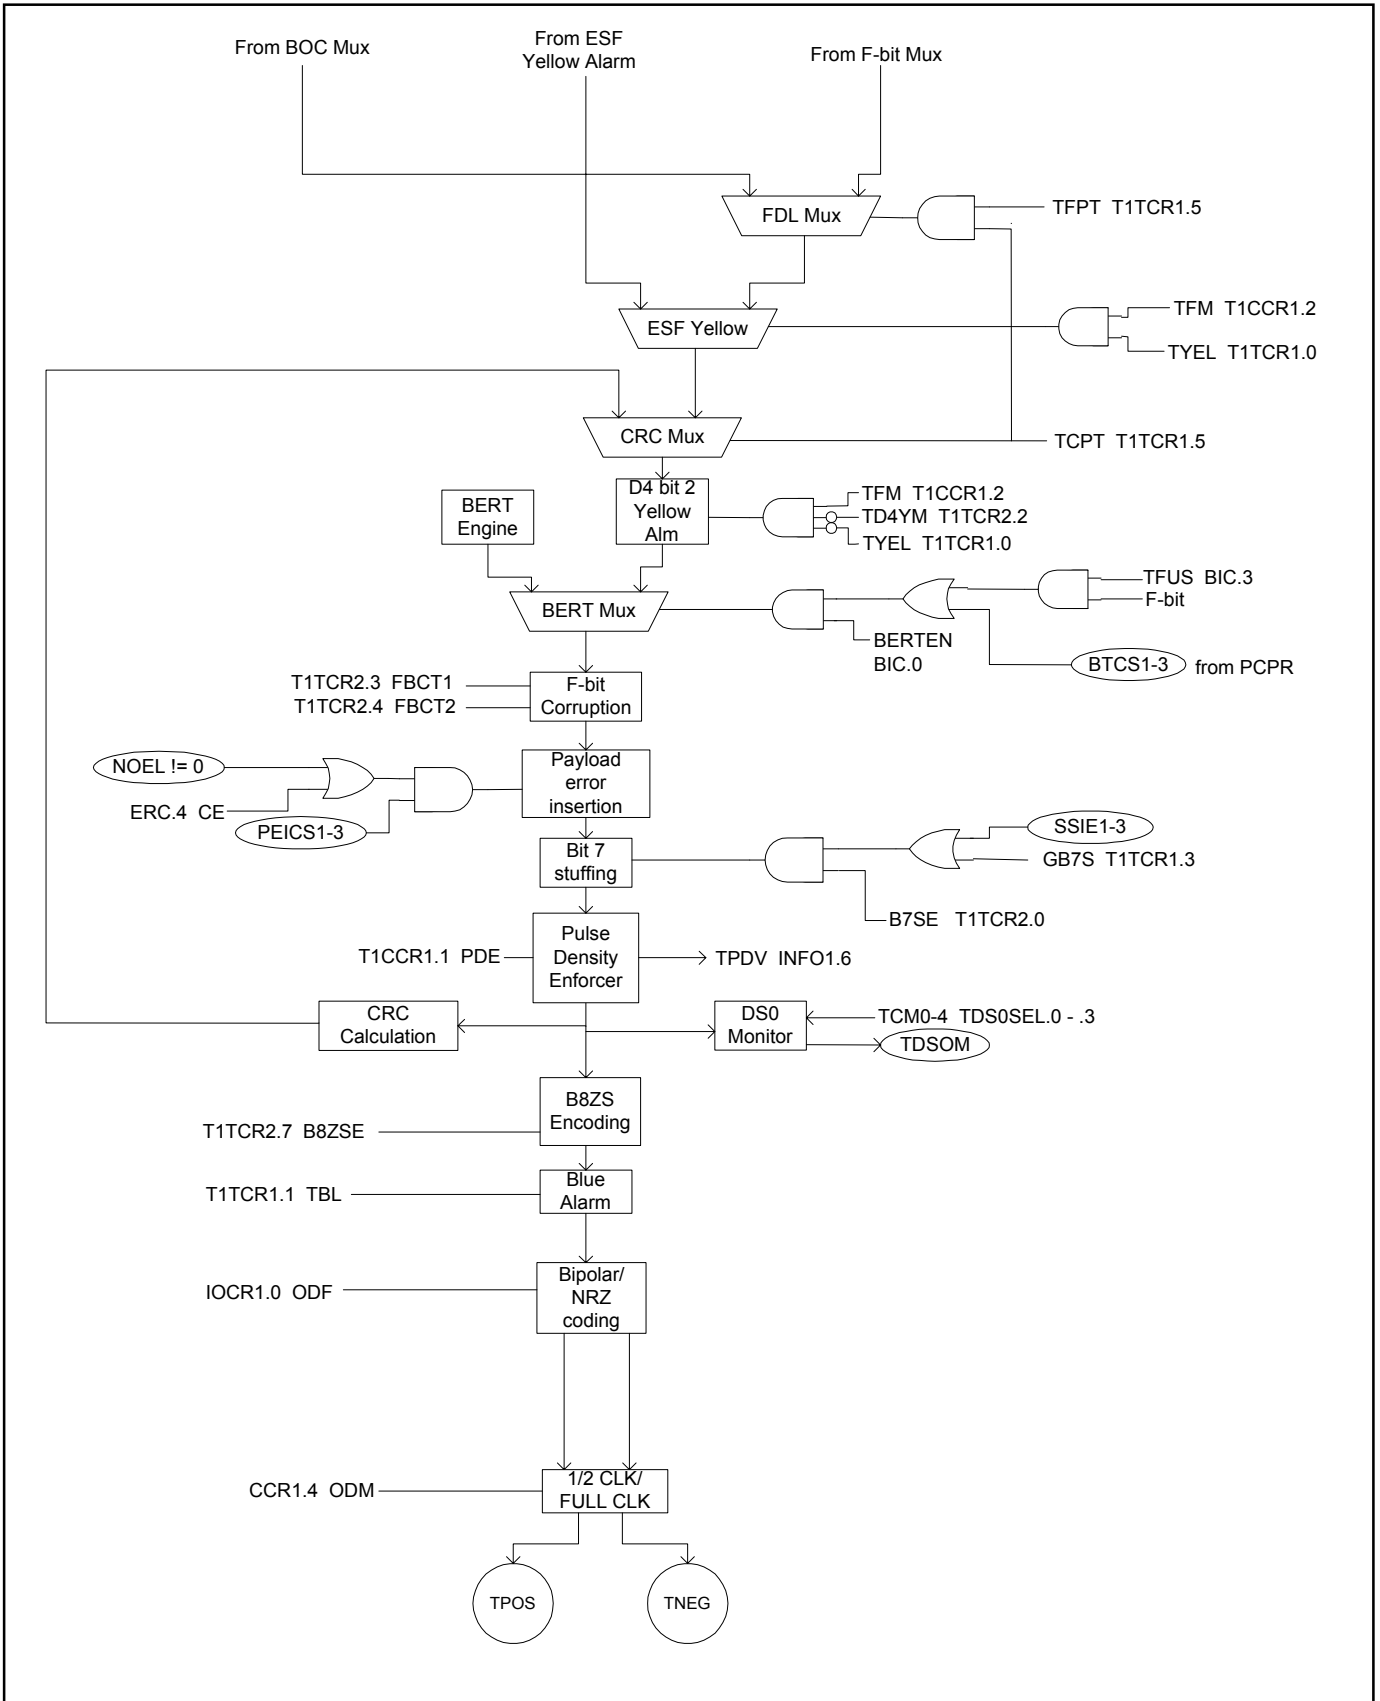 From BOC Mux
From ESF
Yellow Alarm
From F-bit Mux
FDL Mux
TFPT T1TCR1.5
ESF Yellow
TFM T1CCR1.2
TYEL T1TCR1.0
CRC Mux
TCPT T1TCR1.5
BERT
Engine
D4 bit 2
Yellow
Alm
TFM T1CCR1.2
TD4YM T1TCR2.2
TYEL T1TCR1.0
BERT Mux
TFUS BIC.3
F-bit
BERTEN
BIC.0
BTCS1-3
from PCPR
T1TCR2.3 FBCT1
T1TCR2.4 FBCT2
F-bit
Corruption
NOEL != 0
ERC.4 CE
PEICS1-3
Payload
error
insertion
Bit 7
stuffing
SSIE1-3
GB7S T1TCR1.3
B7SE T1TCR2.0
T1CCR1.1 PDE
Pulse
Density
Enforcer
TPDV INFO1.6
CRC
Calculation
DS0
Monitor
TCM0-4 TDS0SEL.0 - .3
TDSOM
T1TCR2.7 B8ZSE
B8ZS
Encoding
T1TCR1.1 TBL
Blue
Alarm
IOCR1.0 ODF
Bipolar/
NRZ
coding
CCR1.4 ODM
1/2 CLK/
FULL CLK
TPOS
TNEG